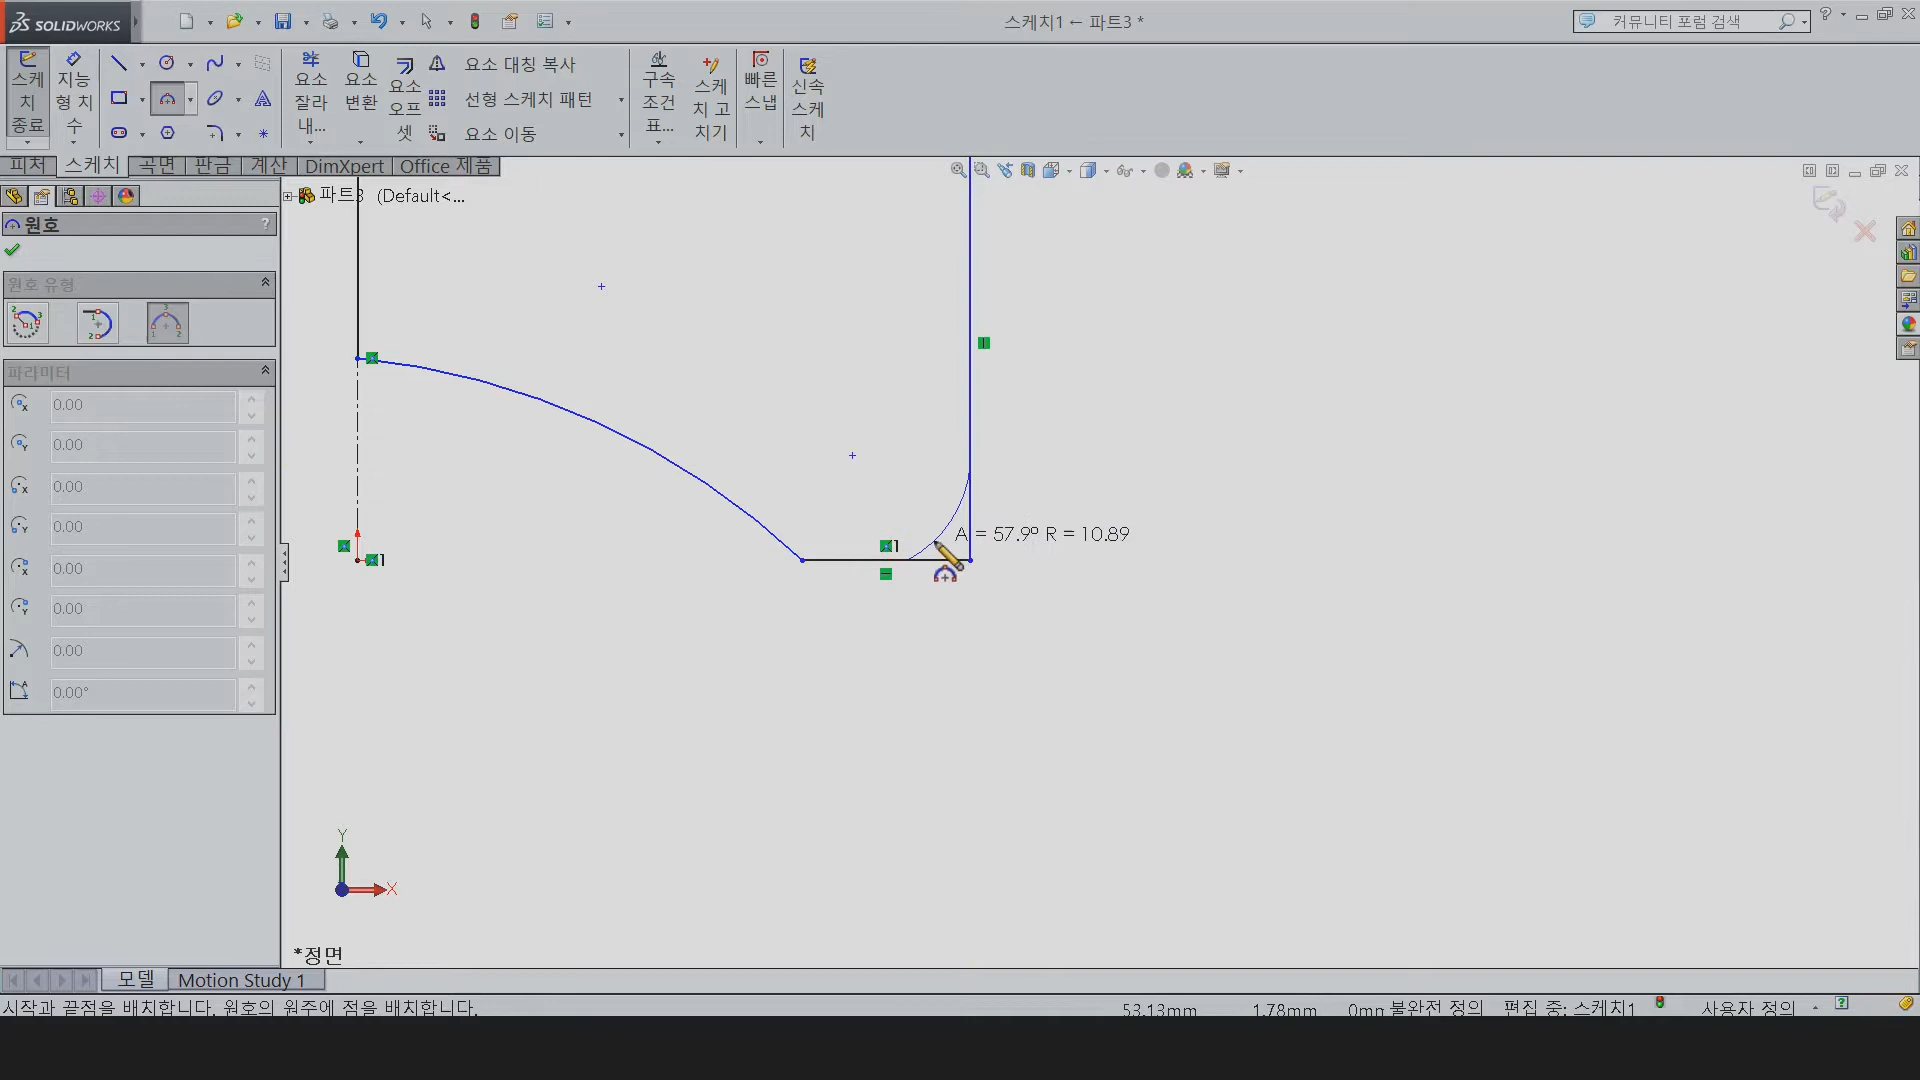 SOLIDWORKS
스케치1 ← 파트3 *
커뮤니티 포럼 검색
스케치 종료
지능형 치수
요소 잘라내...
요소 변환
요소 오프셋
요소 대칭 복사
선형 스케치 패턴
요소 이동
구속조건 표...
스케치 고치기
빠른 스냅
신속 스케치
피처
스케치
곡면
판금
계산
DimXpert
Office 제품
파트3 (Default<...
원호
?
원호 유형
파라미터
0.00
0.00
0.00
0.00
0.00
0.00
0.00
0.00°
A = 57.9º R = 10.89
1
1
Y
X
*정면
모델
Motion Study 1
시작과 끝점을 배치합니다. 원호의 원주에 점을 배치합니다.
53.13mm
1.78mm
0mm 불완전 정의
편집 중: 스케치1
사용자 정의